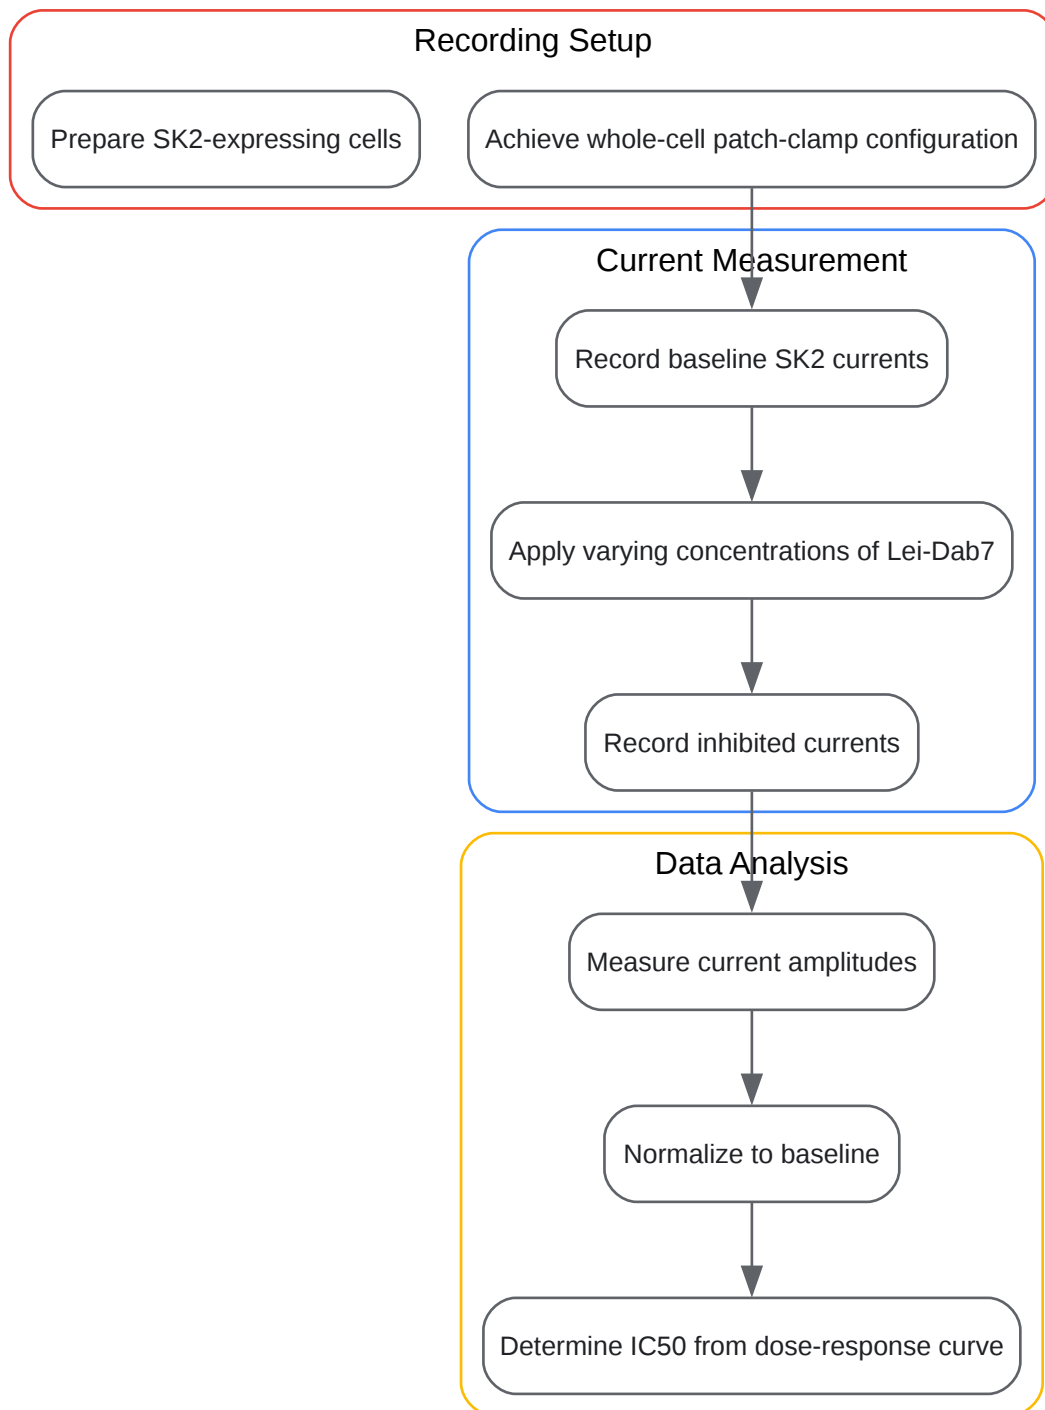 Recording Setup
Prepare SK2-expressing cells
Achieve whole-cell patch-clamp configuration
Current Measurement
Record baseline SK2 currents
Apply varying concentrations of Lei-Dab7
Record inhibited currents
Data Analysis
Measure current amplitudes
Normalize to baseline
Determine IC50 from dose-response curve